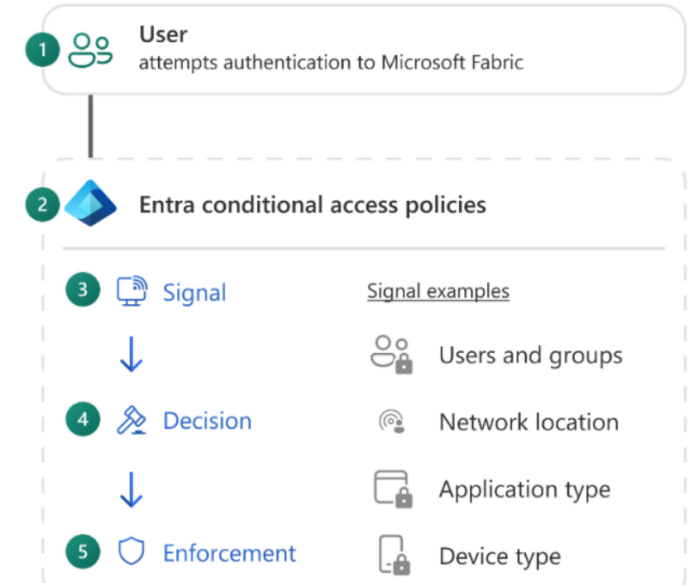 1
User
attempts authentication to Microsoft Fabric
2
Entra conditional access policies
3
Signal
Signal examples
Users and groups
4
Decision
Network location
Application type
5
Enforcement
Device type